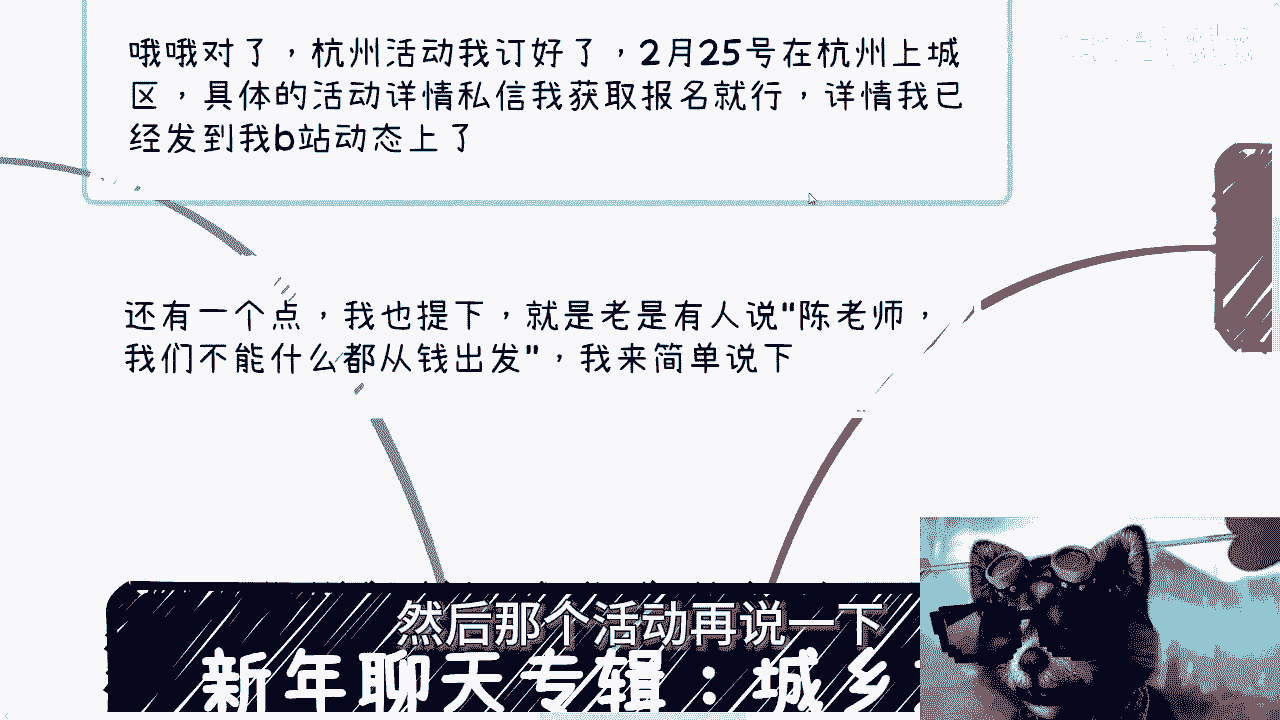 哦哦对了，杭州活动我订好了，2月25号在杭州上城
区，具体的活动详情私信我获取报名就行，详情我已
经发到我b站动态上了
还有一个点，我也提下，就是老是有人说"陈老师，
我们不能什么都从钱出发"，我来简单说下
然后那个活动再说一下
新年聊天专辑：城乡